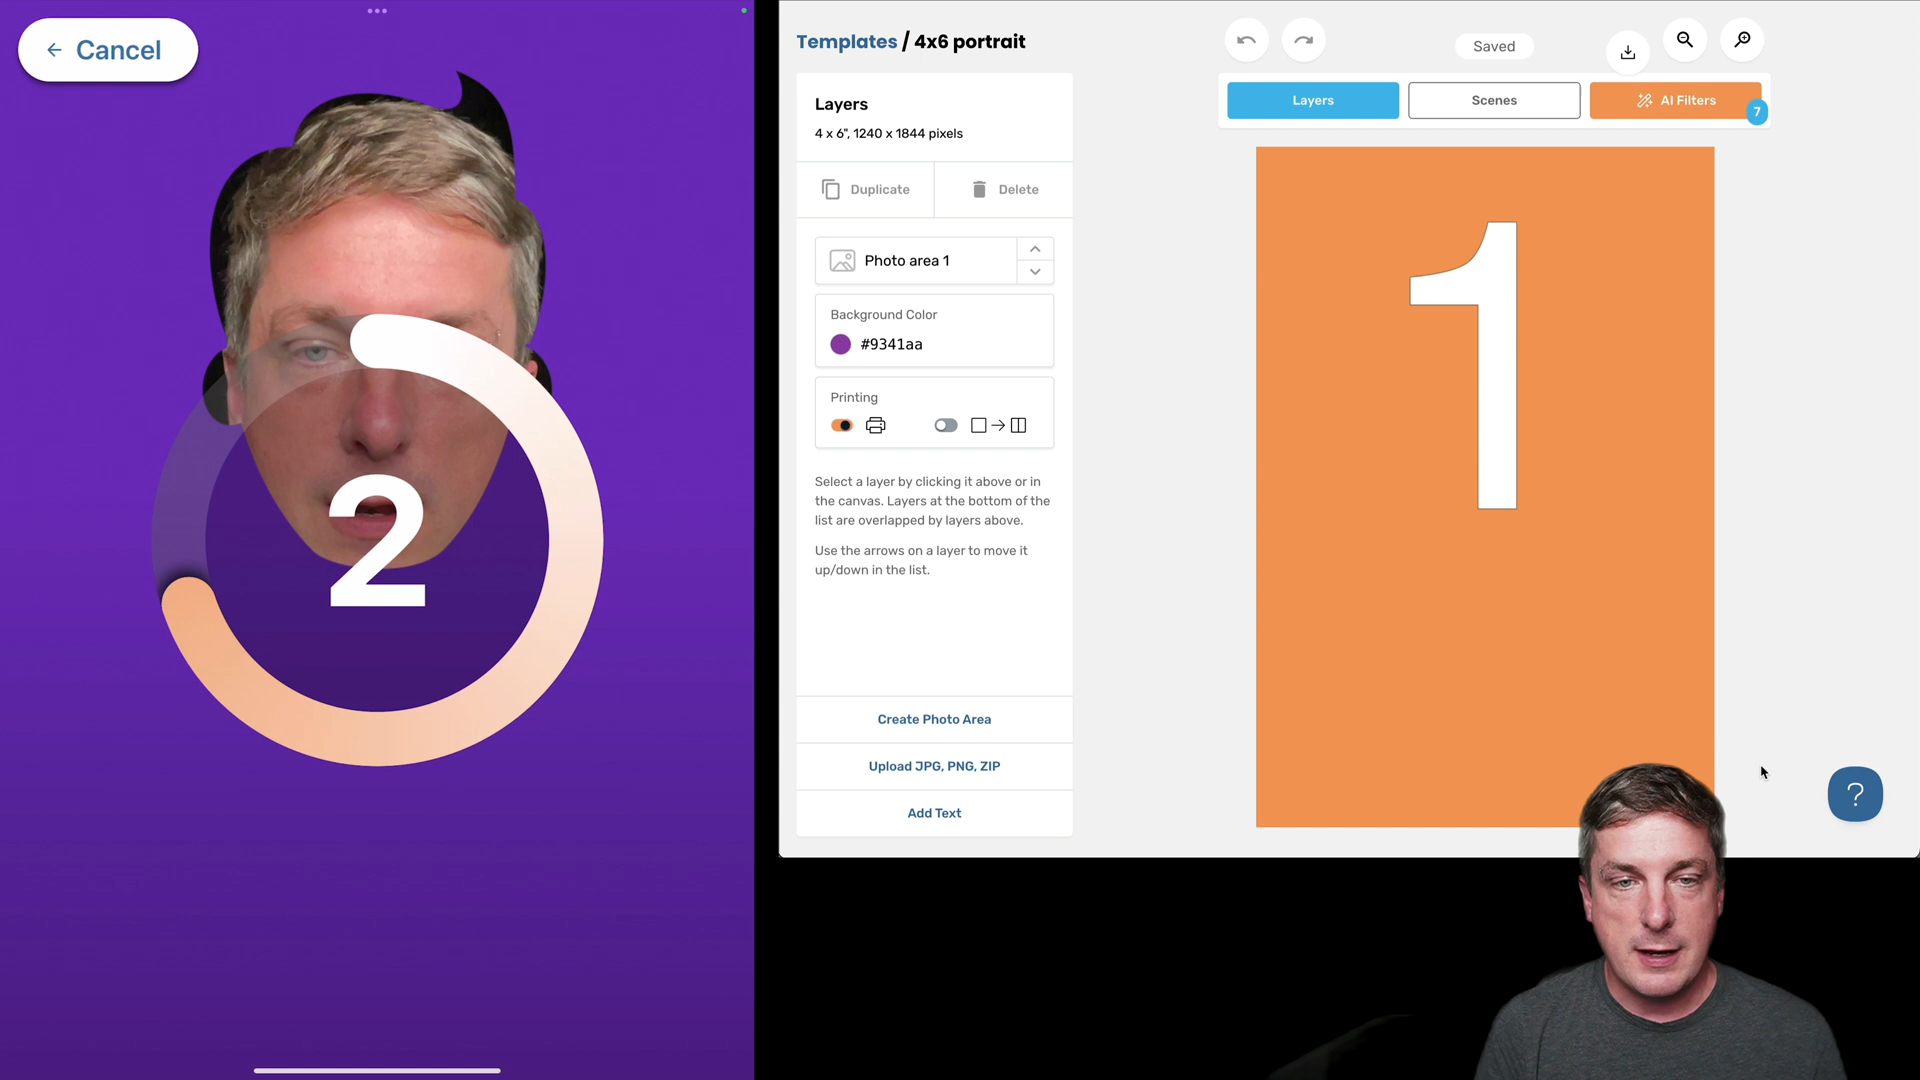 Cancel
2
Templates / 4x6 portrait
Saved
Layers
Scenes
AI Filters
7
Layers
4 x 6", 1240 x 1844 pixels
Duplicate
Delete
Photo area 1
Background Color
#9341aa
Printing
Select a layer by clicking it above or in
the canvas. Layers at the bottom of the
list are overlapped by layers above.
Use the arrows on a layer to move it
up/down in the list.
Create Photo Area
Upload JPG, PNG, ZIP
Add Text
1
?